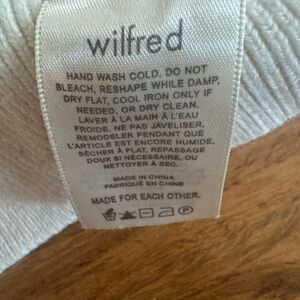 wilfred
HAND WASH COLD, DO NOT
BLEACH, RESHAPE WHILE DAMP,
DRY FLAT, COOL IRON ONLY IF
NEEDED, OR DRY CLEAN.
LAVER À LA MAIN À L'EAU
FROIDE, NE PAS JAVELISER,
REMODELER PENDANT QUE
L'ARTICLE EST ENCORE HUMIDE,
SÉCHER À PLAT, REPASSAGE
DOUX SI NÉCESSAIRE, OU
NETTOYER À SEC.
MADE IN CHINA
FABRIQUÉ EN CHINE
MADE FOR EACH OTHER.
P